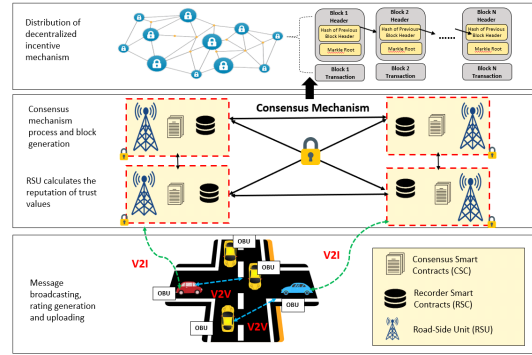 Distribution of
decentralized
incentive
mechanism
Block 1
Header
Hash of Previous
Block Header
Markle Root
Block 1
Transaction
Block 2
Header
Hash of Previous
Block Header
Markle Root
Block 2
Transaction
......
Block N
Header
Hash of Previous
Block Header
Markle Root
Block N
Transaction
Consensus
mechanism
process and block
generation
Consensus Mechanism
RSU calculates the
reputation of trust
values
Message
broadcasting,
rating generation
and uploading
V2I
V2I
OBU
OBU
OBU
OBU
OBU
V2V
V2V
Consensus Smart
Contracts (CSC)
Recorder Smart
Contracts (RSC)
Road-Side Unit (RSU)